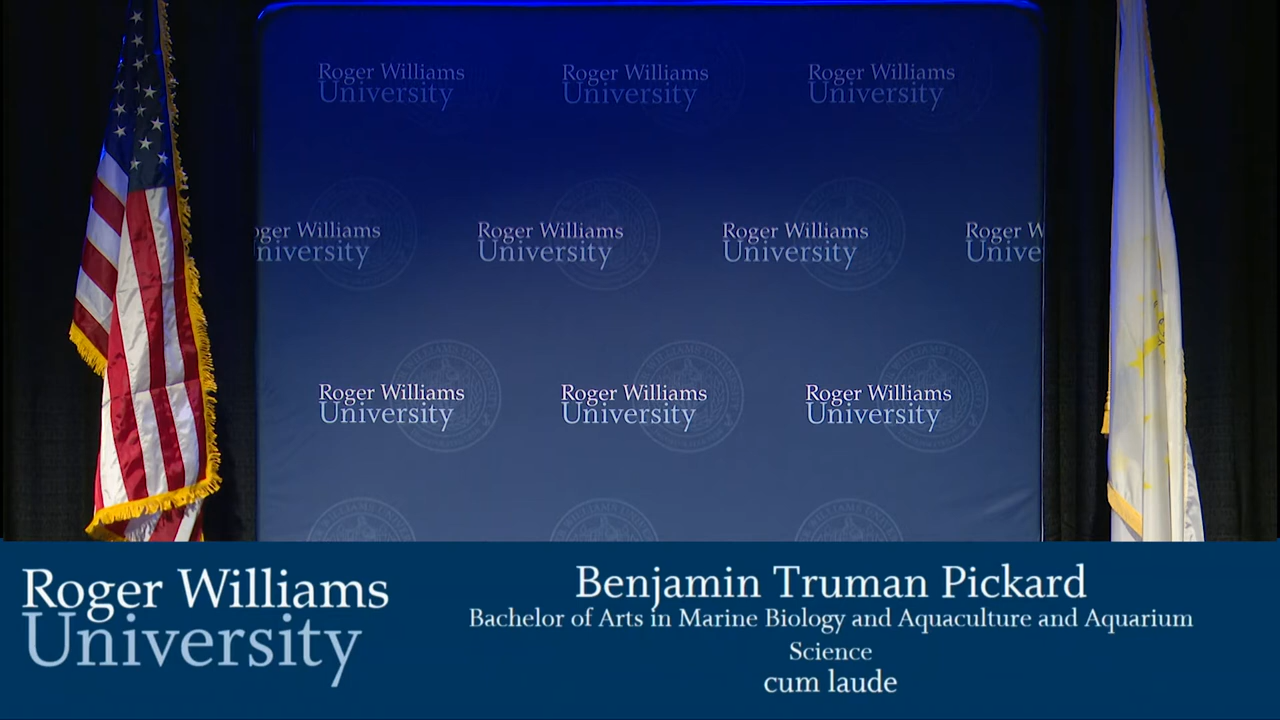 Roger Williams
University
Roger Williams
University
Roger Williams
University
oger Williams
niversity
Roger Williams
University
Roger Williams
University
Roger W
Unive
Roger Williams
University
Roger Williams
University
Roger Williams
University
Roger Williams
University
Benjamin Truman Pickard
Bachelor of Arts in Marine Biology and Aquaculture and Aquarium
Science
cum laude